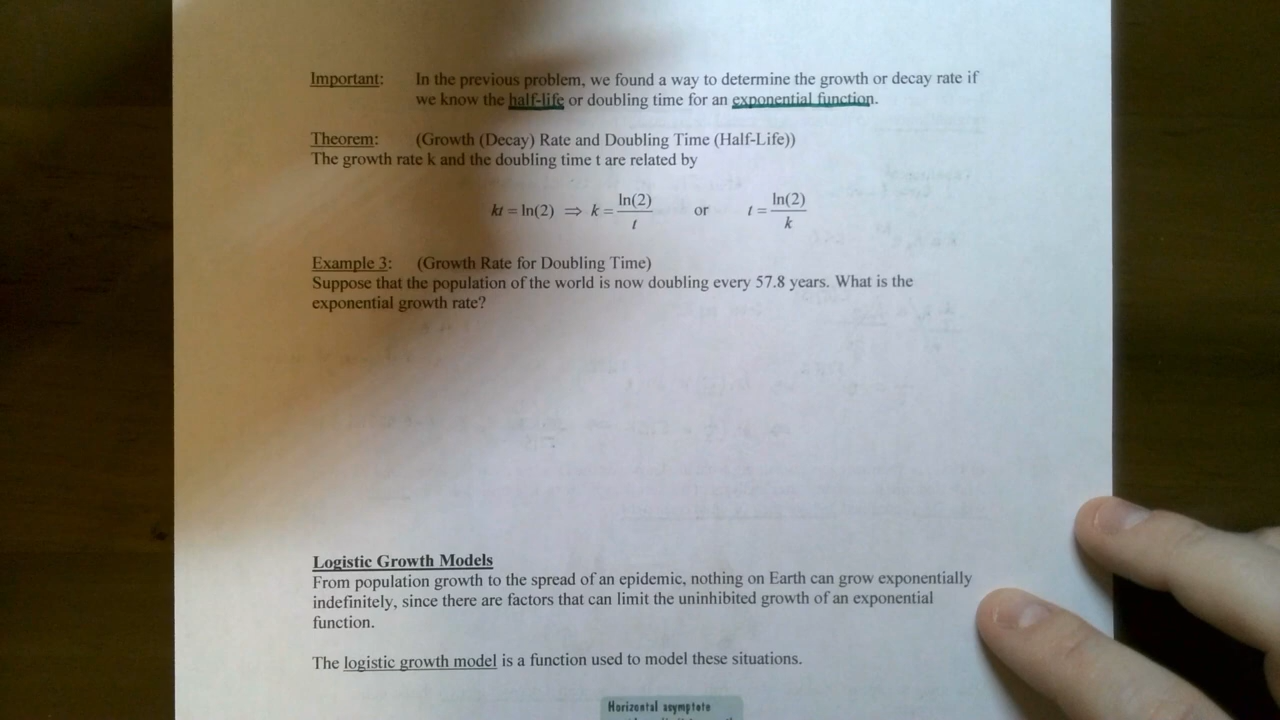 Important: In the previous problem, we found a way to determine the growth or decay rate if
we know the half-life or doubling time for an exponential function.
Theorem: (Growth (Decay) Rate and Doubling Time (Half-Life))
The growth rate k and the doubling time t are related by
kt = ln(2) ⇒ k = ln(2)/t or t = ln(2)/k
Example 3: (Growth Rate for Doubling Time)
Suppose that the population of the world is now doubling every 57.8 years. What is the
exponential growth rate?
Logistic Growth Models
From population growth to the spread of an epidemic, nothing on Earth can grow exponentially
indefinitely, since there are factors that can limit the uninhibited growth of an exponential
function.
The logistic growth model is a function used to model these situations.
Horizontal asymptote